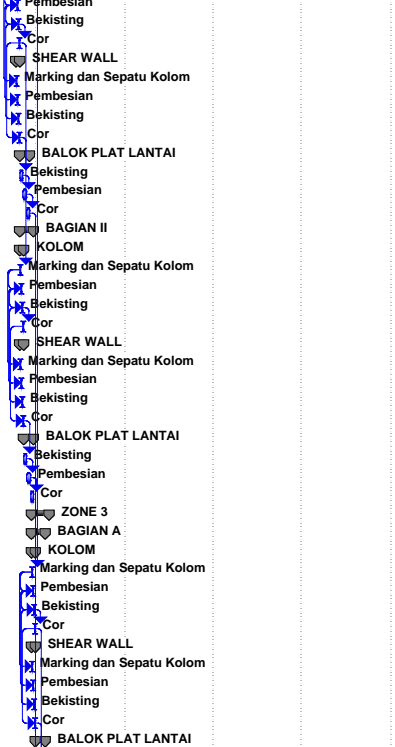 Pembesian
Bekisting
Cor
SHEAR WALL
Marking dan Sepatu Kolom
Pembesian
Bekisting
Cor
BALOK PLAT LANTAI
Bekisting
Pembesian
Cor
BAGIAN II
KOLOM
Marking dan Sepatu Kolom
Pembesian
Bekisting
Cor
SHEAR WALL
Marking dan Sepatu Kolom
Pembesian
Bekisting
Cor
BALOK PLAT LANTAI
Bekisting
Pembesian
Cor
ZONE 3
BAGIAN A
KOLOM
Marking dan Sepatu Kolom
Pembesian
Bekisting
Cor
SHEAR WALL
Marking dan Sepatu Kolom
Pembesian
Bekisting
Cor
BALOK PLAT LANTAI